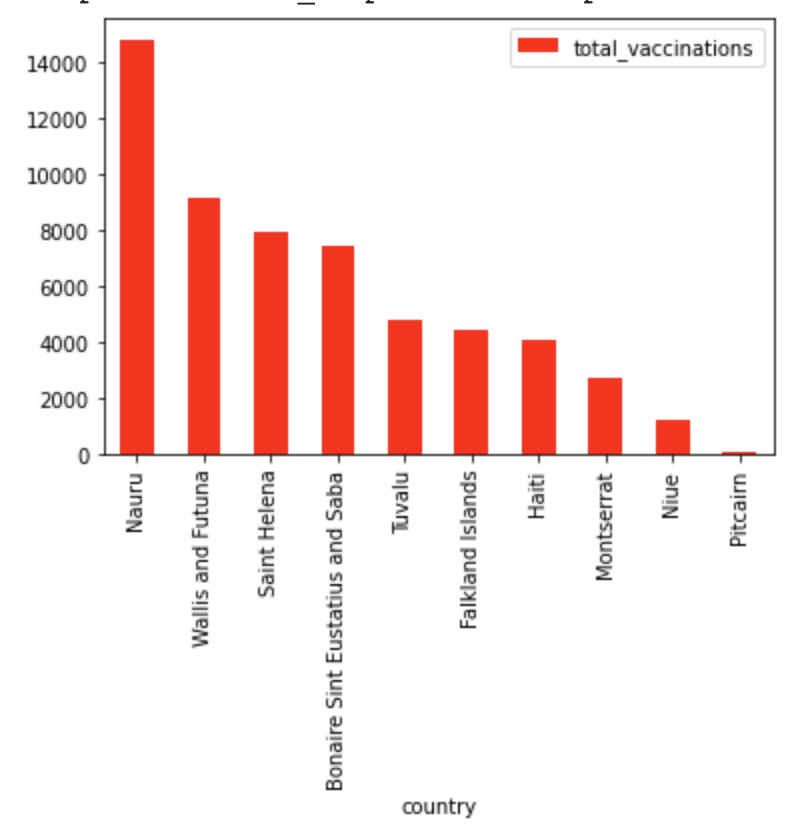 total_vaccinations
14000
12000
10000
8000
6000
4000
2000
0
Nauru
Wallis and Futuna
Saint Helena
Bonaire Sint Eustatius and Saba
Tuvalu
Falkland Islands
Haiti
Montserrat
Niue
Pitcairn
country